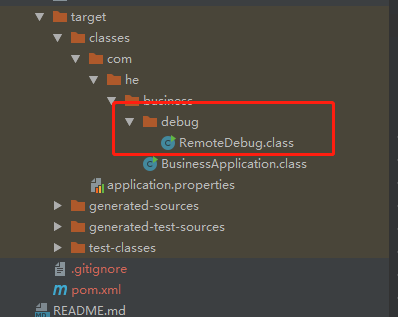 target
classes
com
he
business
debug
RemoteDebug.class
BusinessApplication.class
application.properties
generated-sources
generated-test-sources
test-classes
.gitignore
pom.xml
README.md